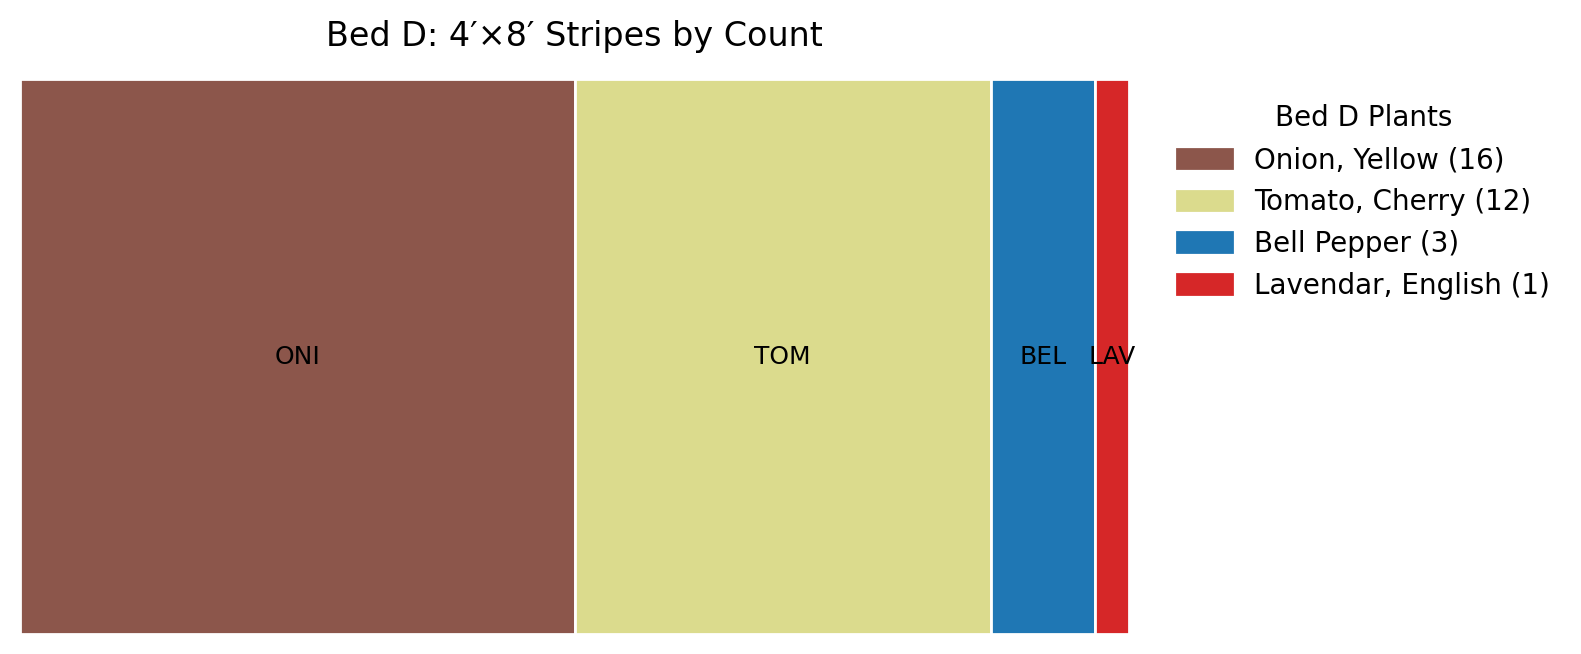 Bed D: 4′×8′ Stripes by Count
ONI
TOM
BEL
LAV
Bed D Plants
Onion, Yellow (16)
Tomato, Cherry (12)
Bell Pepper (3)
Lavendar, English (1)